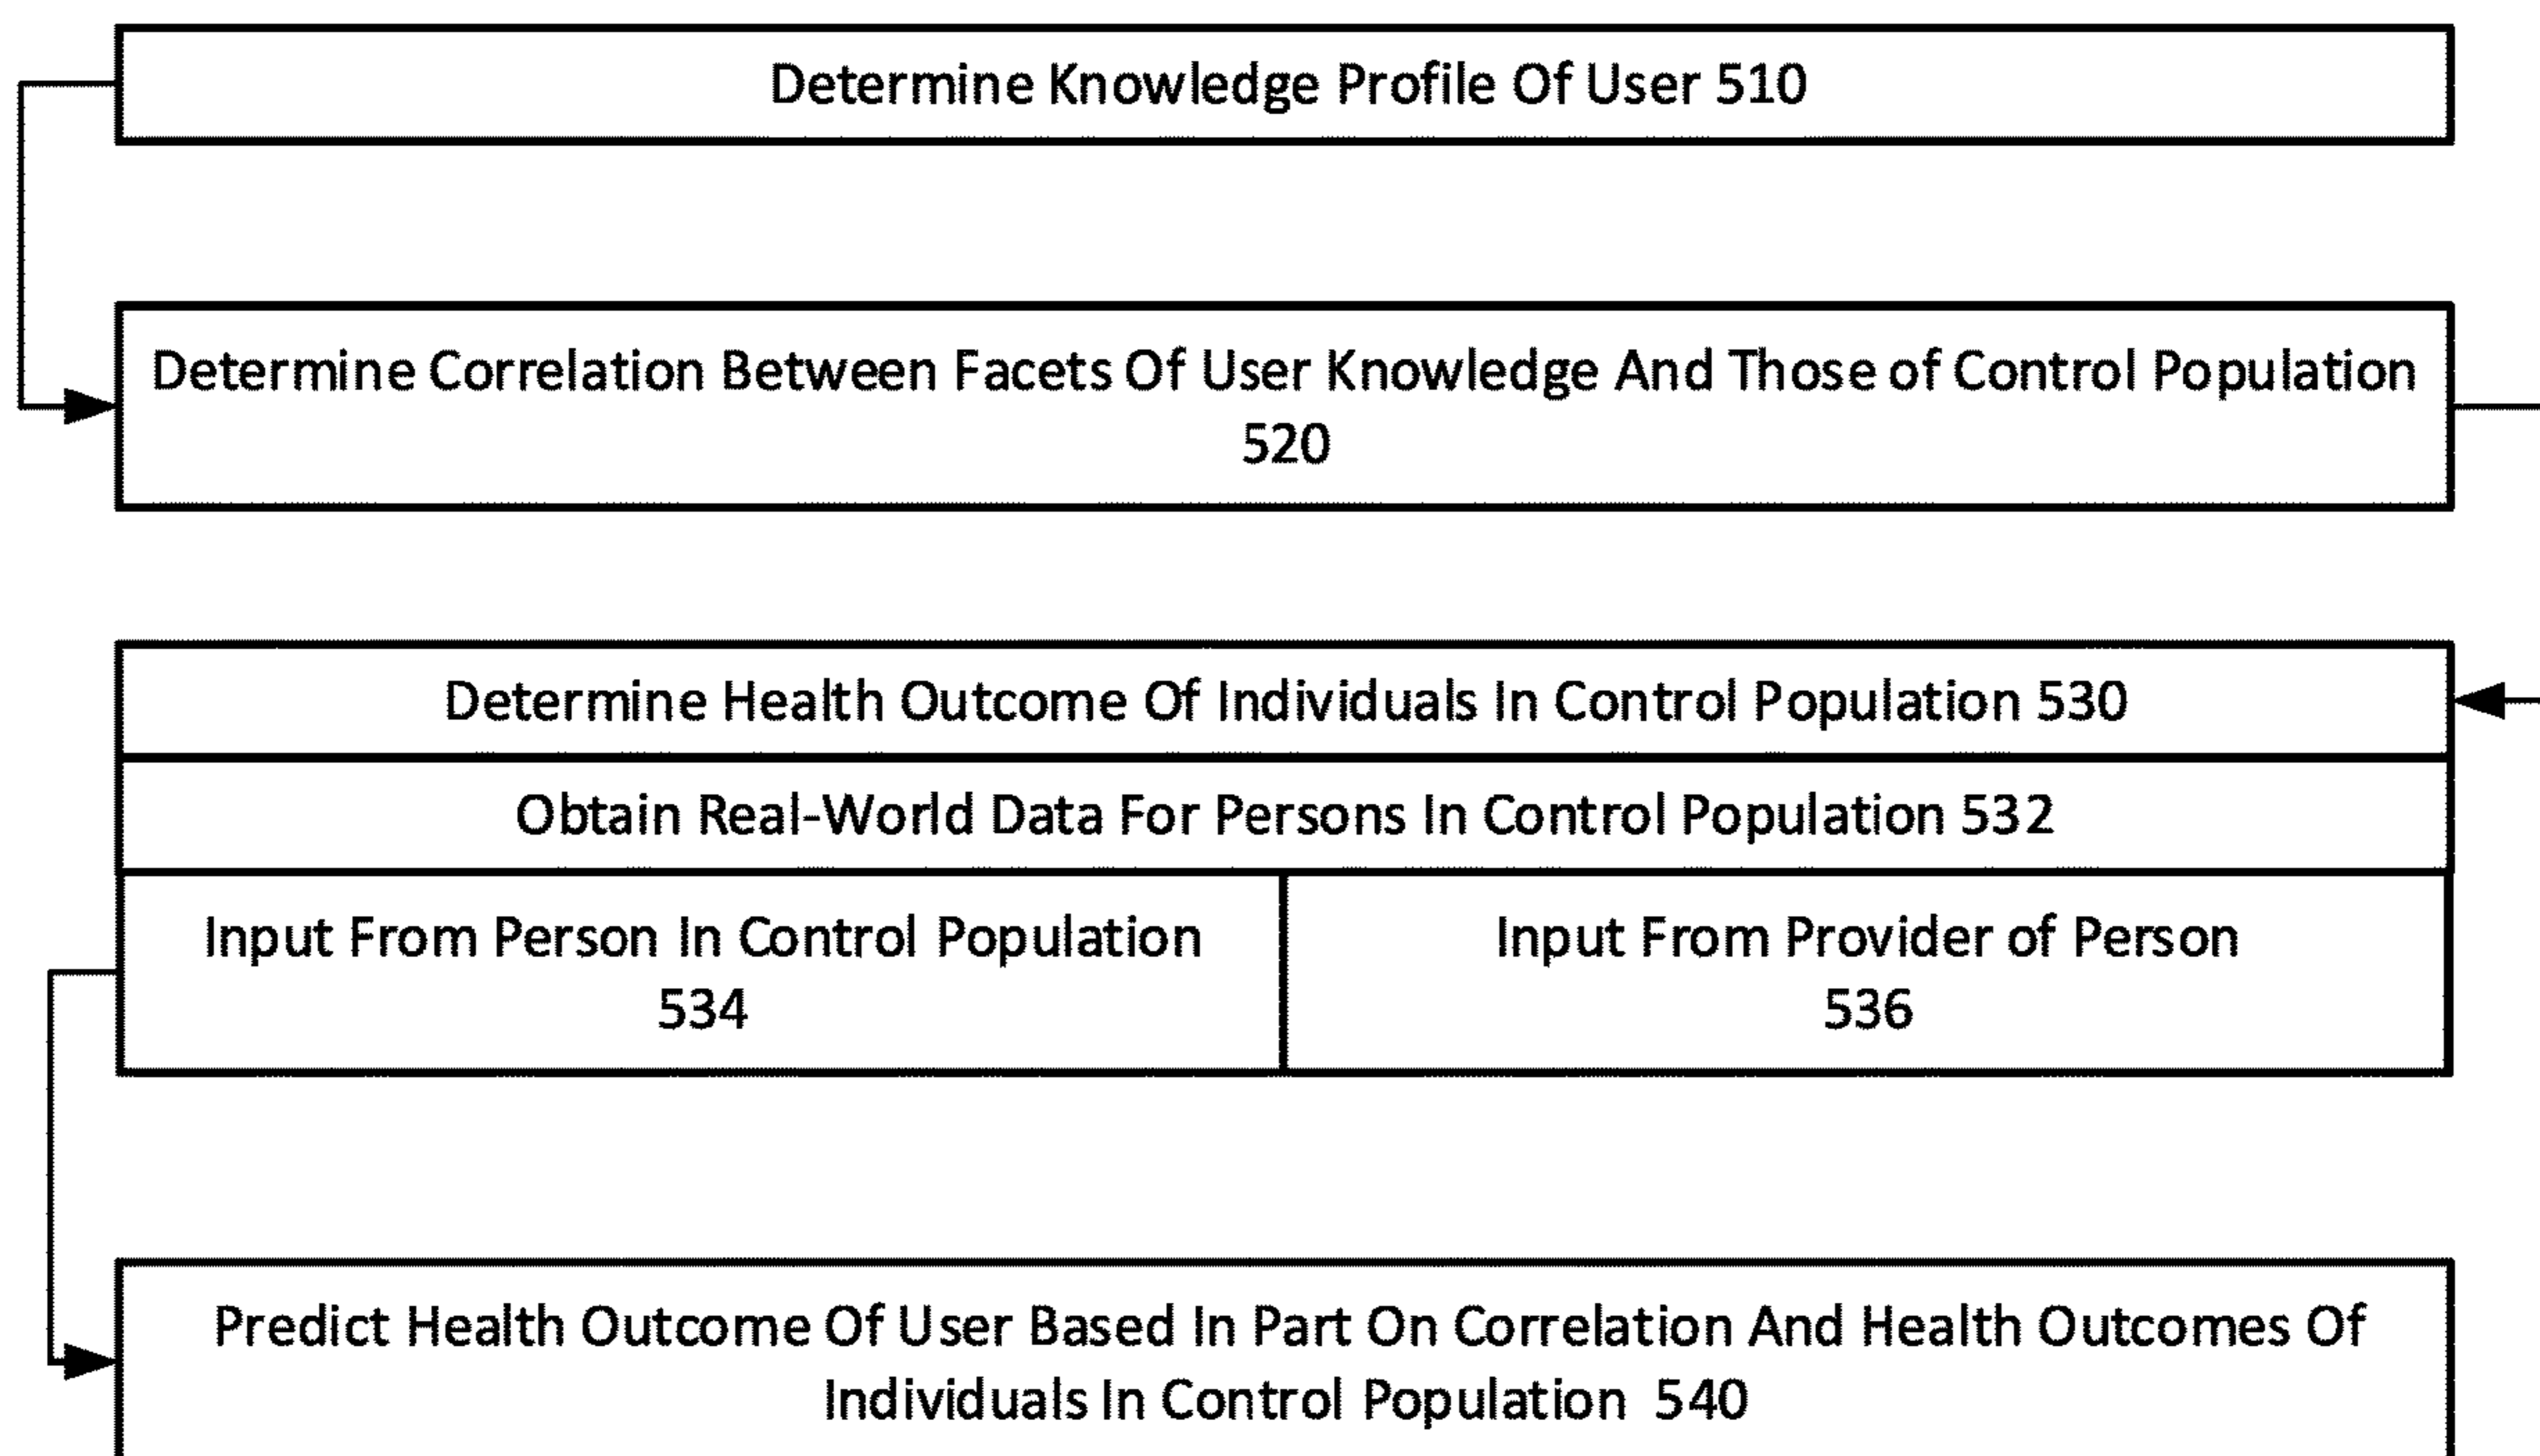 Determine Knowledge Profile Of User 510
Determine Correlation Between Facets Of User Knowledge And Those of Control Population
520
Determine Health Outcome Of Individuals In Control Population 530
Obtain Real-World Data For Persons In Control Population 532
Input From Person In Control Population
534
Input From Provider of Person
536
Predict Health Outcome Of User Based In Part On Correlation And Health Outcomes Of
Individuals In Control Population 540